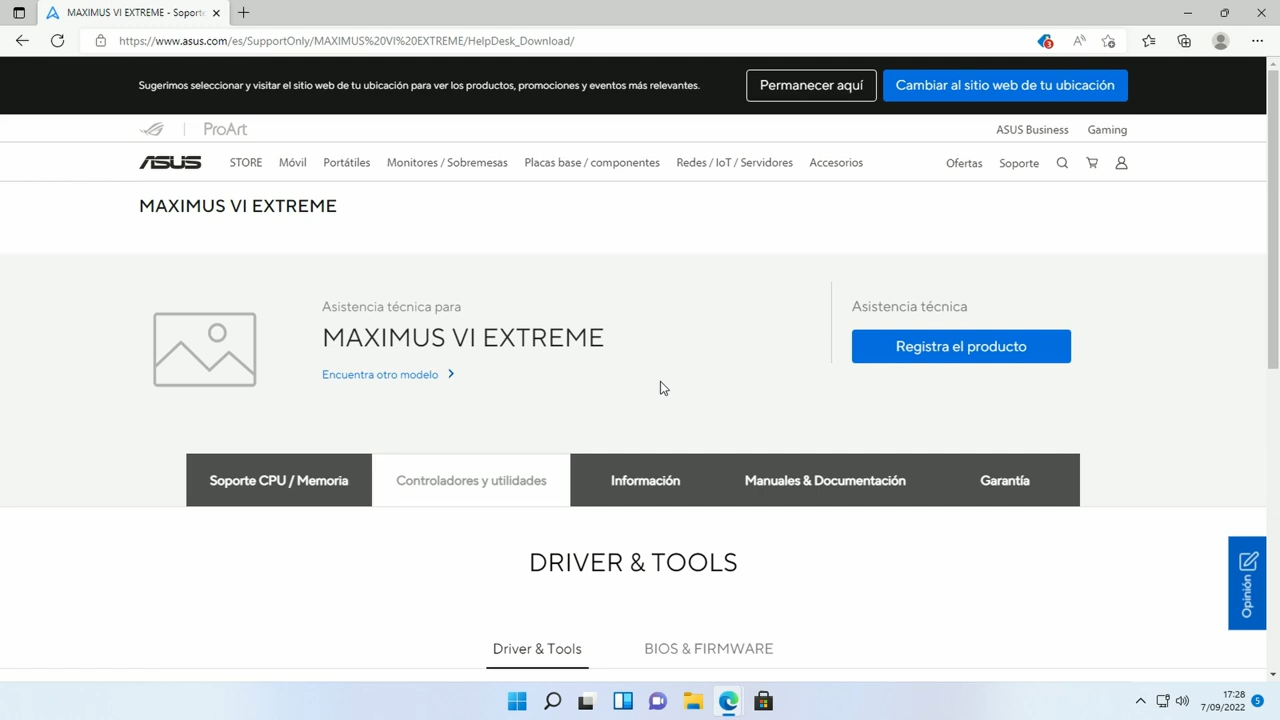 MAXIMUS VI EXTREME - Soport
https://www.asus.com/es/SupportOnly/MAXIMUS%20VI%20EXTREME/HelpDesk_Download/
3
Sugerimos seleccionar y visitar el sitio web de tu ubicación para ver los productos, promociones y eventos más relevantes.
Permanecer aquí
Cambiar al sitio web de tu ubicación
ProArt
ASUS Business
Gaming
ASUS
STORE
Móvil
Portátiles
Monitores / Sobremesas
Placas base / componentes
Redes / IoT / Servidores
Accesorios
Ofertas
Soporte
MAXIMUS VI EXTREME
Asistencia técnica para
MAXIMUS VI EXTREME
Encuentra otro modelo
Asistencia técnica
Registra el producto
Soporte CPU / Memoria
Controladores y utilidades
Información
Manuales & Documentación
Garantía
DRIVER & TOOLS
Opinión
Driver & Tools
BIOS & FIRMWARE
17:28
7/09/2022
5